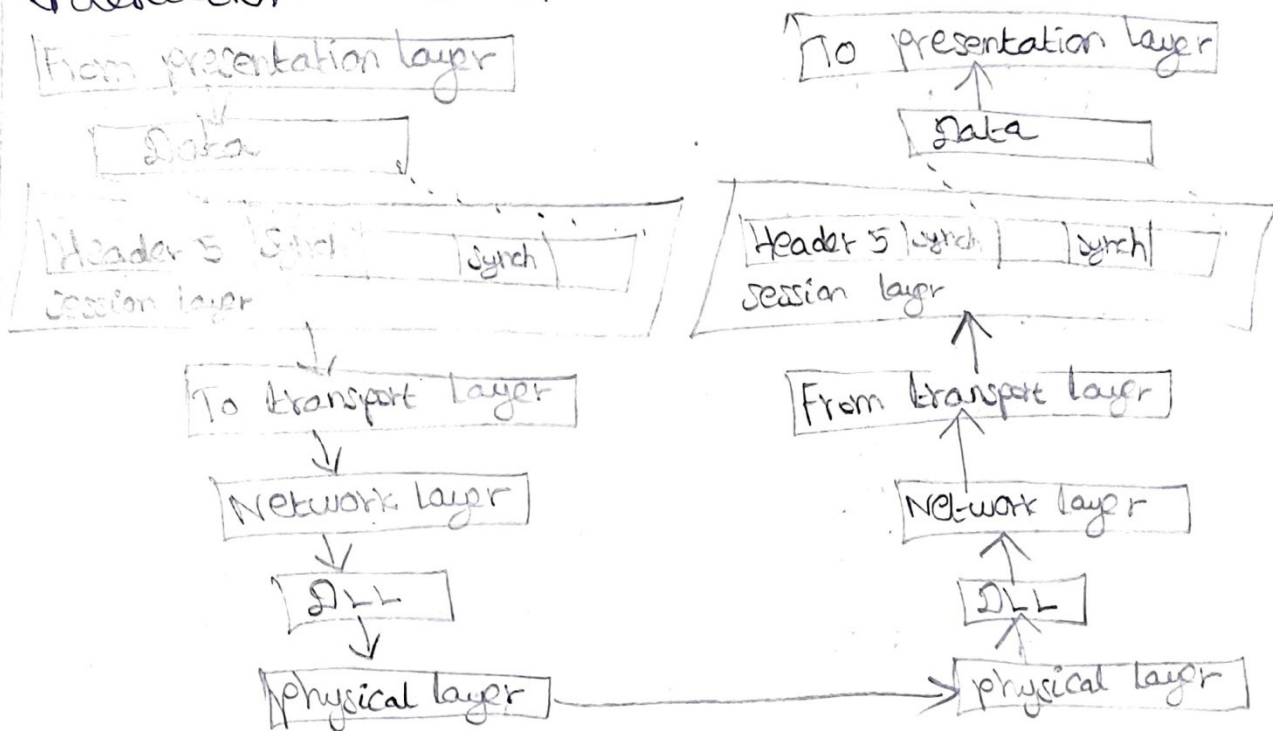 From presentation layer
Data
Header 5 Synch synch
session layer
To transport layer
Network layer
DLL
physical layer
To presentation layer
Data
Header 5 synch synch
session layer
From transport layer
Network layer
DLL
physical layer